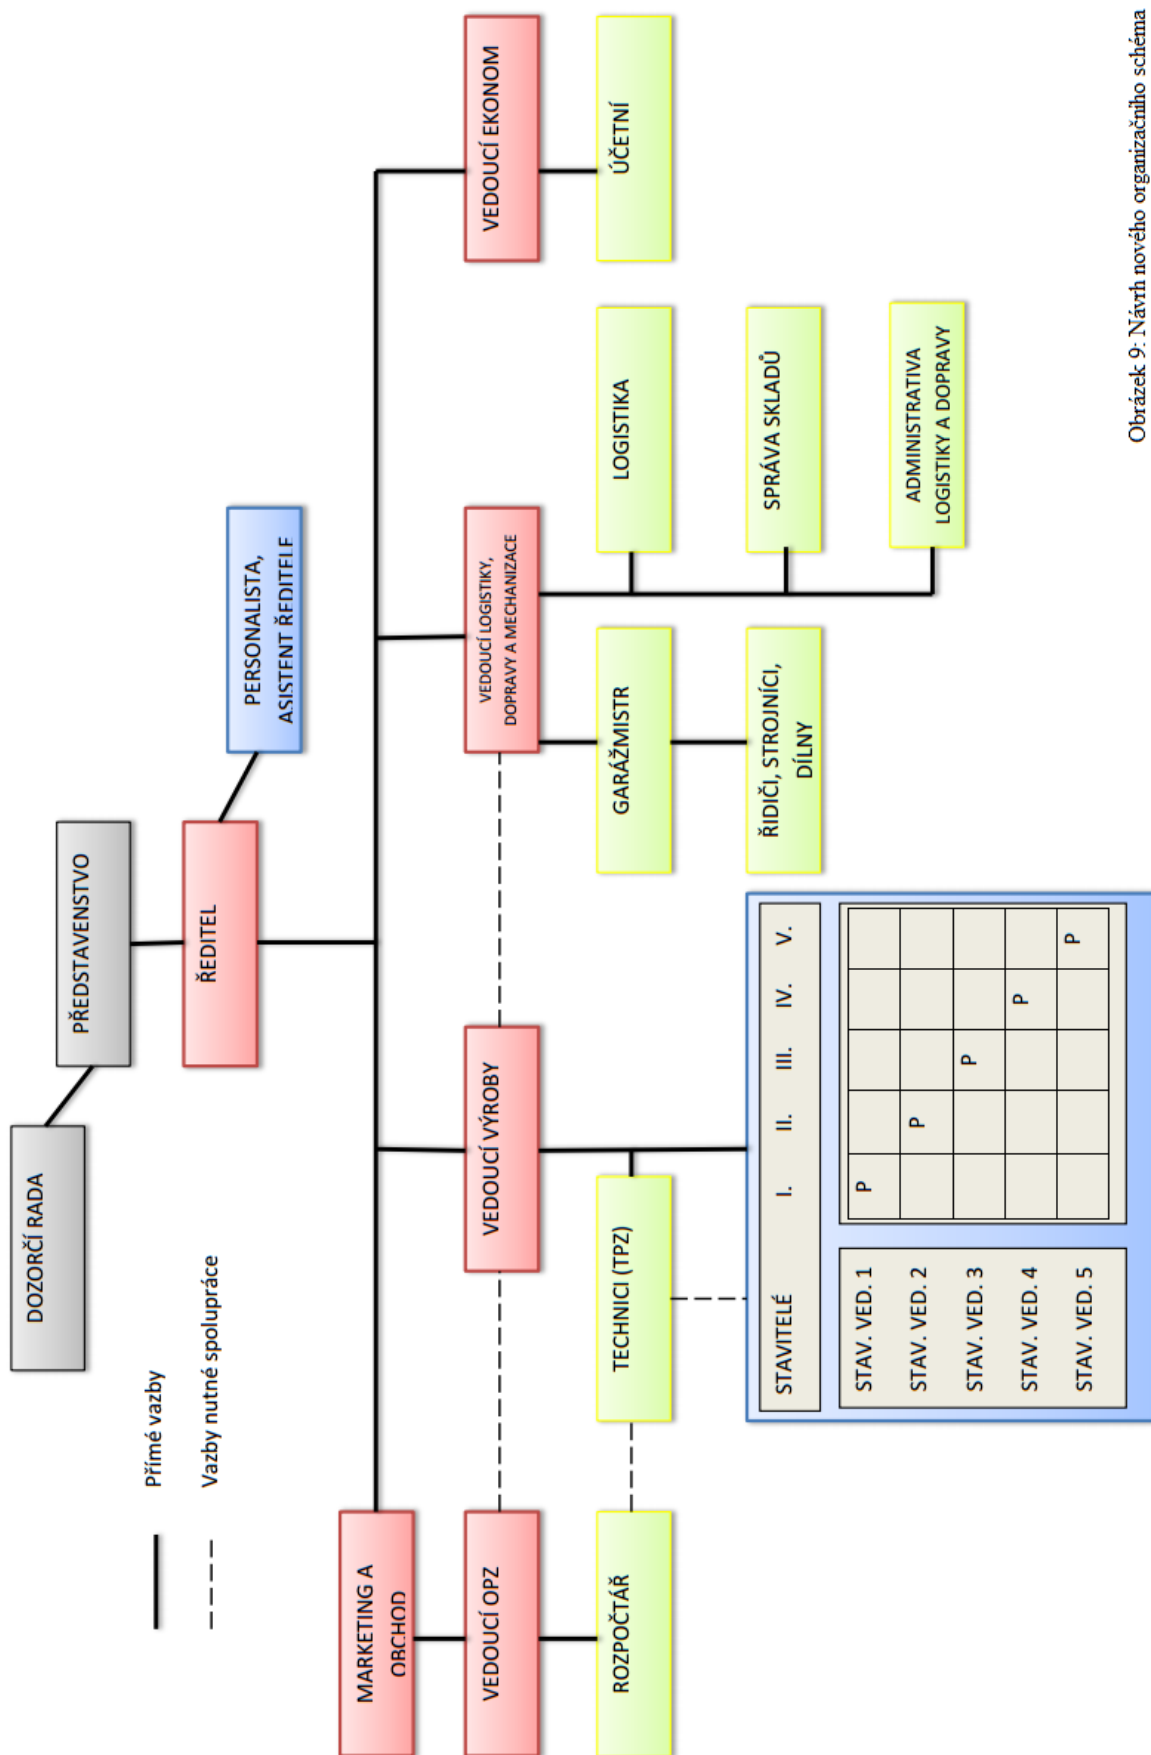 DOZORČÍ RADA
PŘEDSTAVENSTVO
Přímé vazby
Vazby nutné spolupráce
ŘEDITEL
PERSONALISTA,
ASISTENT ŘEDITELE
MARKETING A
OBCHOD
VEDOUCÍ OPZ
VEDOUCÍ VÝROBY
VEDOUCÍ LOGISTIKY,
DOPRAVY A MECHANIZACE
VEDOUCÍ EKONOM
ROZPOČTÁŘ
TECHNICI (TPZ)
GARÁŽMISTR
LOGISTIKA
ÚČETNÍ
STAVITELÉ I. II. III. IV. V.
ŘIDIČI, STROJNÍCI,
DÍLNY
SPRÁVA SKLADŮ
STAV. VED. 1 P
STAV. VED. 2 P
STAV. VED. 3 P
STAV. VED. 4 P
STAV. VED. 5 P
ADMINISTRATIVA
LOGISTIKY A DOPRAVY
Obrázek 9: Návrh nového organizačního schéma